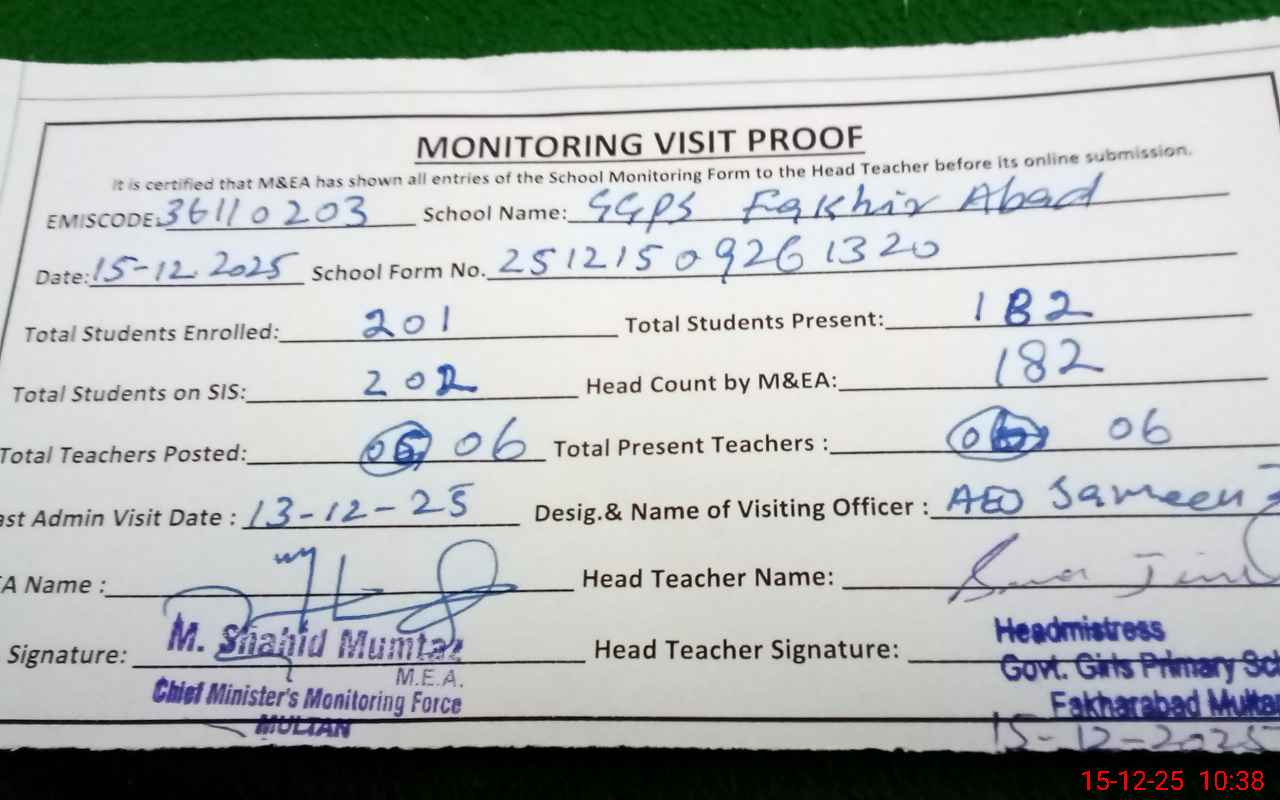 MONITORING VISIT PROOF
It is certified that M&EA has shown all entries of the School Monitoring Form to the Head Teacher before its online submission.
EMISCODE: 36110203 School Name: GGPS Fakhir Abad
Date: 15-12.2025 School Form No. 25121509261320
Total Students Enrolled: 201 Total Students Present: 182
Total Students on SIS: 202 Head Count by M&EA: 182
Total Teachers Posted: 06 Total Present Teachers : 06
ast Admin Visit Date : 13-12-25 Desig.& Name of Visiting Officer : AEO Sameen
A Name : Head Teacher Name:
Signature: M. Shahid Mumtaz Head Teacher Signature: Headmistress
M.E.A. Govt. Girls Primary Sch
Chief Minister's Monitoring Force Fakharabad Multan
MULTAN 15-12-2025
15-12-25 10:38